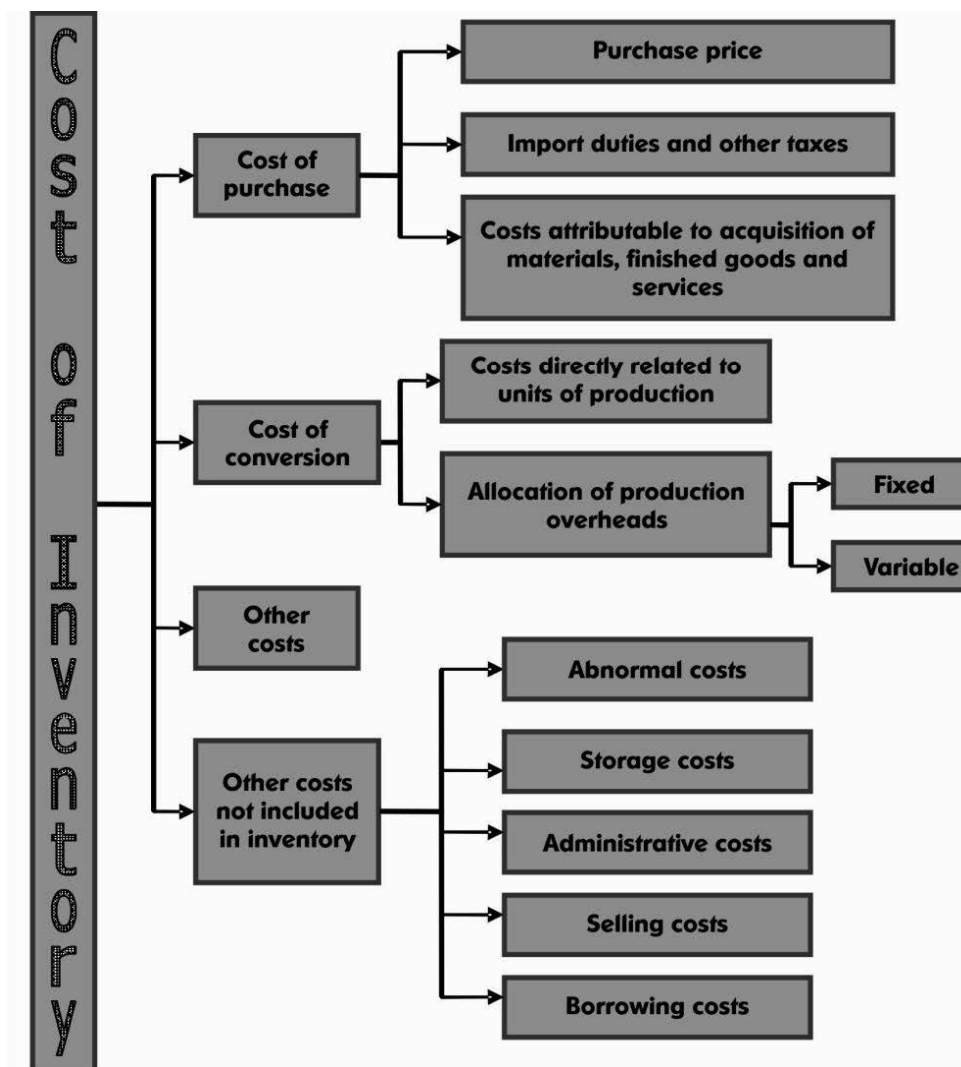 Cost of Inventory
Cost of
purchase
Purchase price
Import duties and other taxes
Costs attributable to acquisition of
materials, finished goods and
services
Cost of
conversion
Costs directly related to
units of production
Allocation of production
overheads
Fixed
Variable
Other
costs
Other costs
not included
in inventory
Abnormal costs
Storage costs
Administrative costs
Selling costs
Borrowing costs